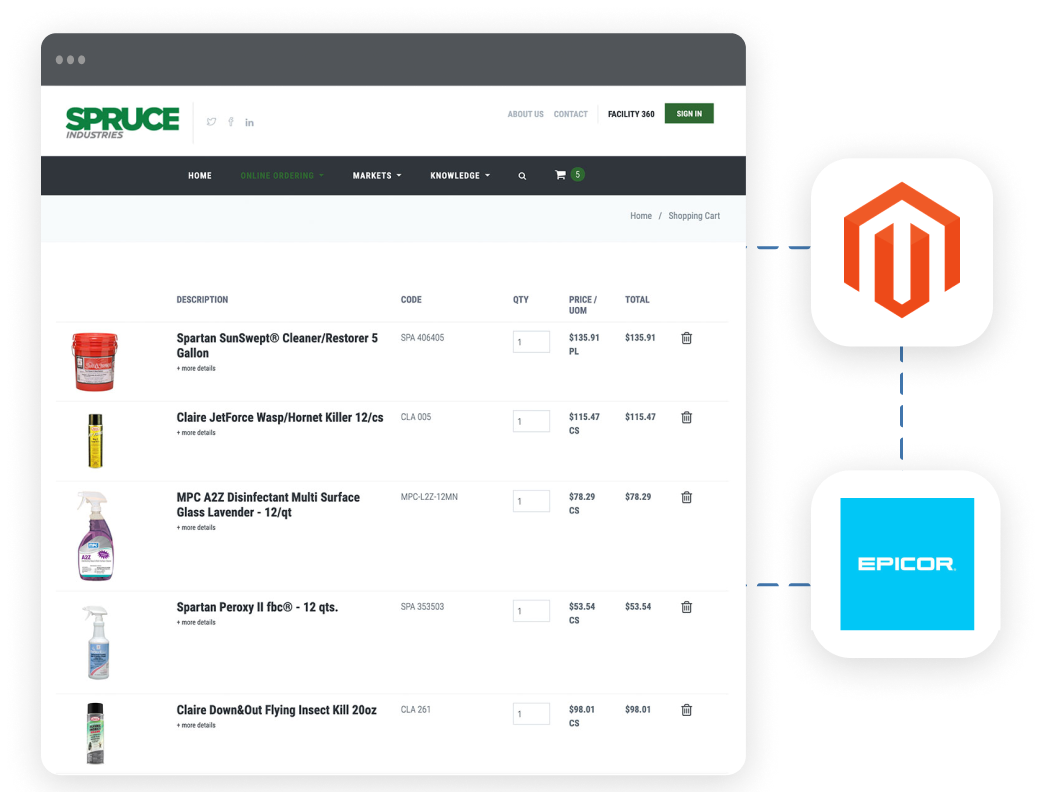 SPRUCE
INDUSTRIES
ABOUT US CONTACT FACILITY 360 SIGN IN
HOME ONLINE ORDERING MARKETS KNOWLEDGE 5
Home / Shopping Cart
DESCRIPTION CODE QTY PRICE / UOM TOTAL
Spartan SunSwept® Cleaner/Restorer 5 SPA 406405 1 $135.91 $135.91
Gallon PL
+ more details
Claire JetForce Wasp/Hornet Killer 12/cs CLA 005 1 $115.47 $115.47
+ more details CS
MPC A2Z Disinfectant Multi Surface MPC-L2Z-12MN 1 $78.29 $78.29
Glass Lavender - 12/qt CS
+ more details
A2Z
Spartan Peroxy II fbc® - 12 qts. SPA 353503 1 $53.54 $53.54
+ more details CS
Claire Down&Out Flying Insect Kill 20oz CLA 261 1 $98.01 $98.01
+ more details CS
EPICOR